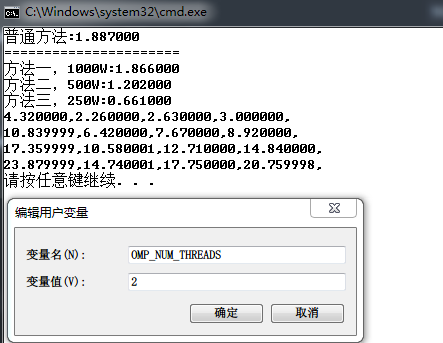 C:\Windows\system32\cmd.exe
普通方法:1.887000
======================
方法一, 1000W:1.866000
方法二, 500W:1.202000
方法三, 250W:0.661000
4.320000,2.260000,2.630000,3.000000,
10.839999,6.420000,7.670000,8.920000,
17.359999,10.580001,12.710000,14.840000,
23.879999,14.740001,17.750000,20.759998,
请按任意键继续. . .
编辑用户变量
变量名(N): OMP_NUM_THREADS
变量值(V): 2
确定 取消